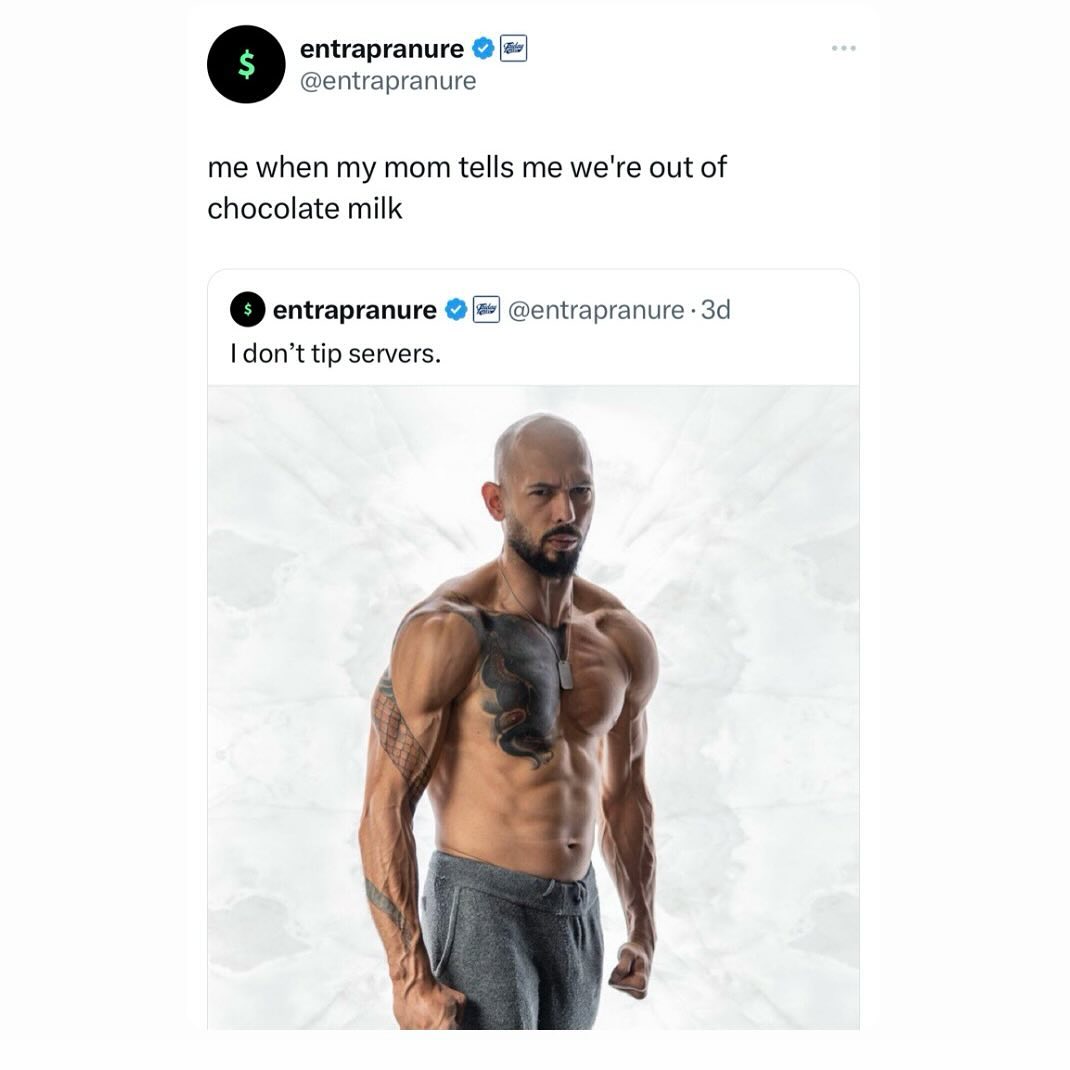 $
entrapranure
@entrapranure
me when my mom tells me we're out of
chocolate milk
$
entrapranure @entrapranure · 3d
I don’t tip servers.